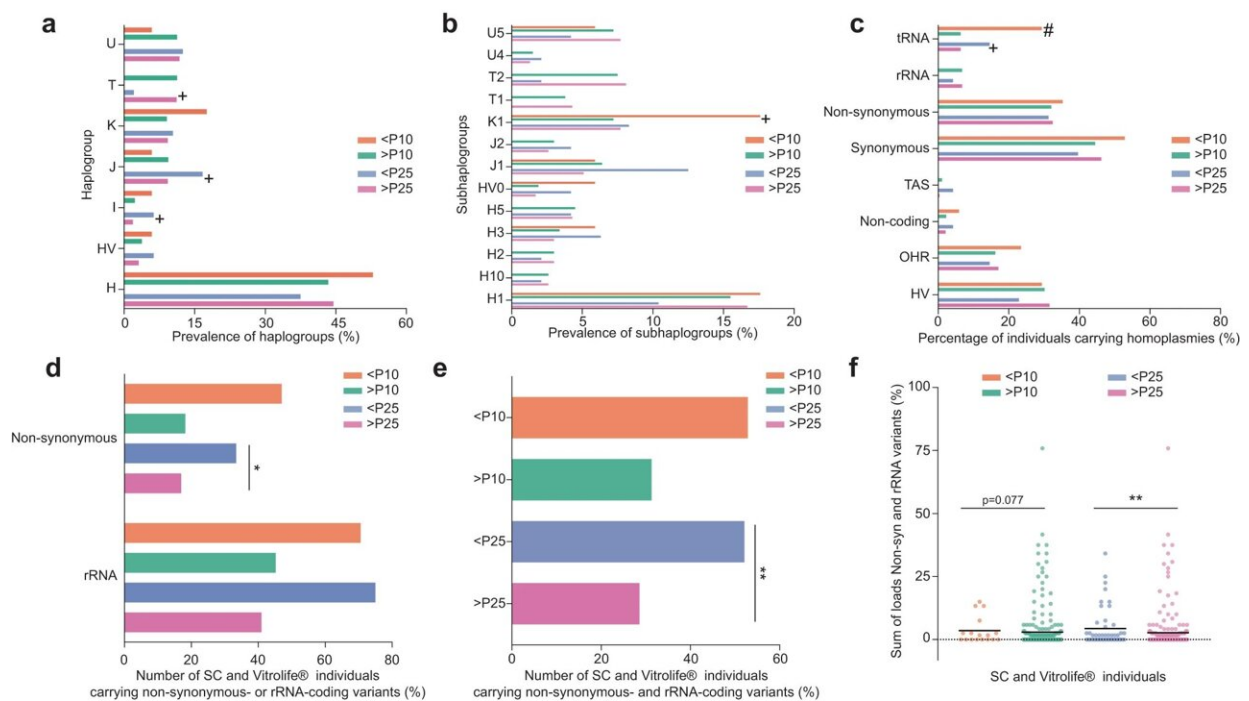 a
U
T
K
J
I
HV
H
Haplogroup
+
+
+
<P10
>P10
<P25
>P25
0
15
30
45
60
Prevalence of haplogroups (%)
b
U5
U4
T2
T1
K1
J2
J1
HV0
H5
H3
H2
H10
H1
Subhaplogroups
+
<P10
>P10
<P25
>P25
0
5
10
15
20
Prevalence of subhaplogroups (%)
c
tRNA
rRNA
Non-synonymous
Synonymous
TAS
Non-coding
OHR
HV
#
+
<P10
>P10
<P25
>P25
0
20
40
60
80
Percentage of individuals carrying homoplasmies (%)
d
Non-synonymous
rRNA
*
<P10
>P10
<P25
>P25
0
20
40
60
80
Number of SC and Vitrolife® individuals
carrying non-synonymous- or rRNA-coding variants (%)
e
<P10
>P10
<P25
>P25
**
<P10
>P10
<P25
>P25
0
20
40
60
Number of SC and Vitrolife® individuals
carrying non-synonymous- and rRNA-coding variants (%)
f
<P10
>P10
<P25
>P25
Sum of loads Non-syn and rRNA variants (%)
100
75
50
25
0
p=0.077
**
SC and Vitrolife® individuals